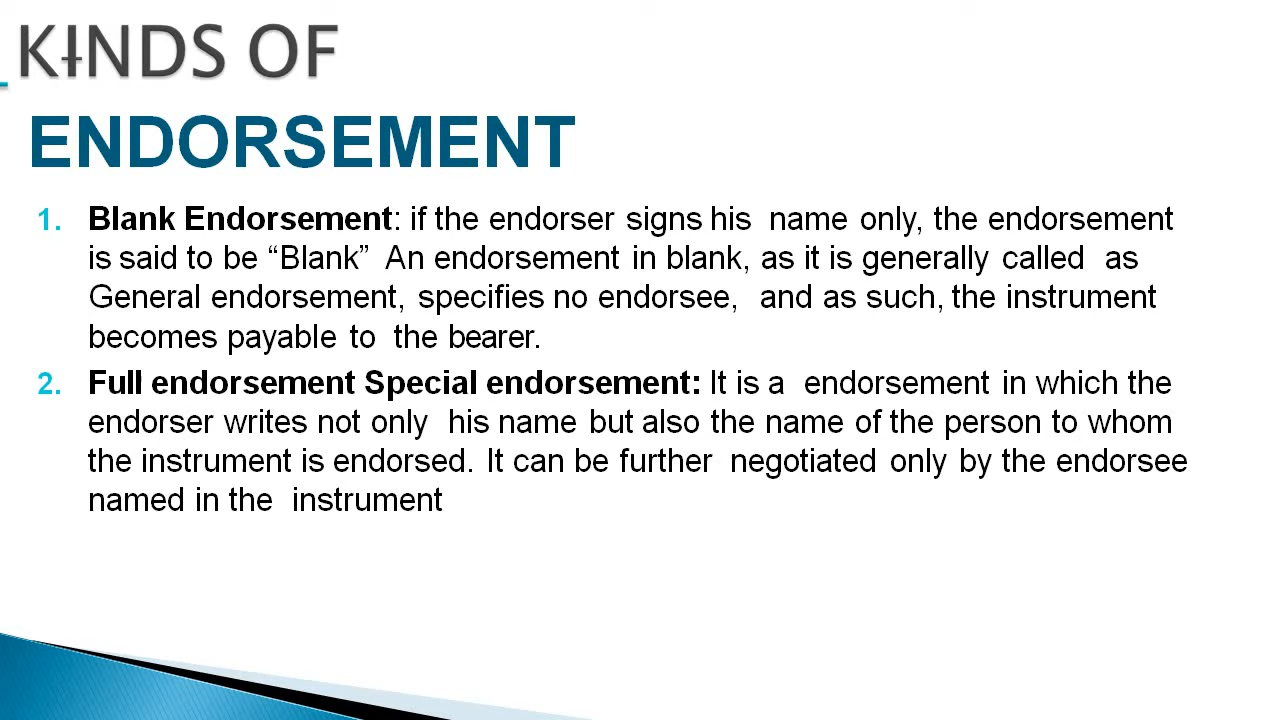 KINDS OF
ENDORSEMENT
1. Blank Endorsement: if the endorser signs his name only, the endorsement
is said to be “Blank” An endorsement in blank, as it is generally called as
General endorsement, specifies no endorsee, and as such, the instrument
becomes payable to the bearer.
2. Full endorsement Special endorsement: It is a endorsement in which the
endorser writes not only his name but also the name of the person to whom
the instrument is endorsed. It can be further negotiated only by the endorsee
named in the instrument